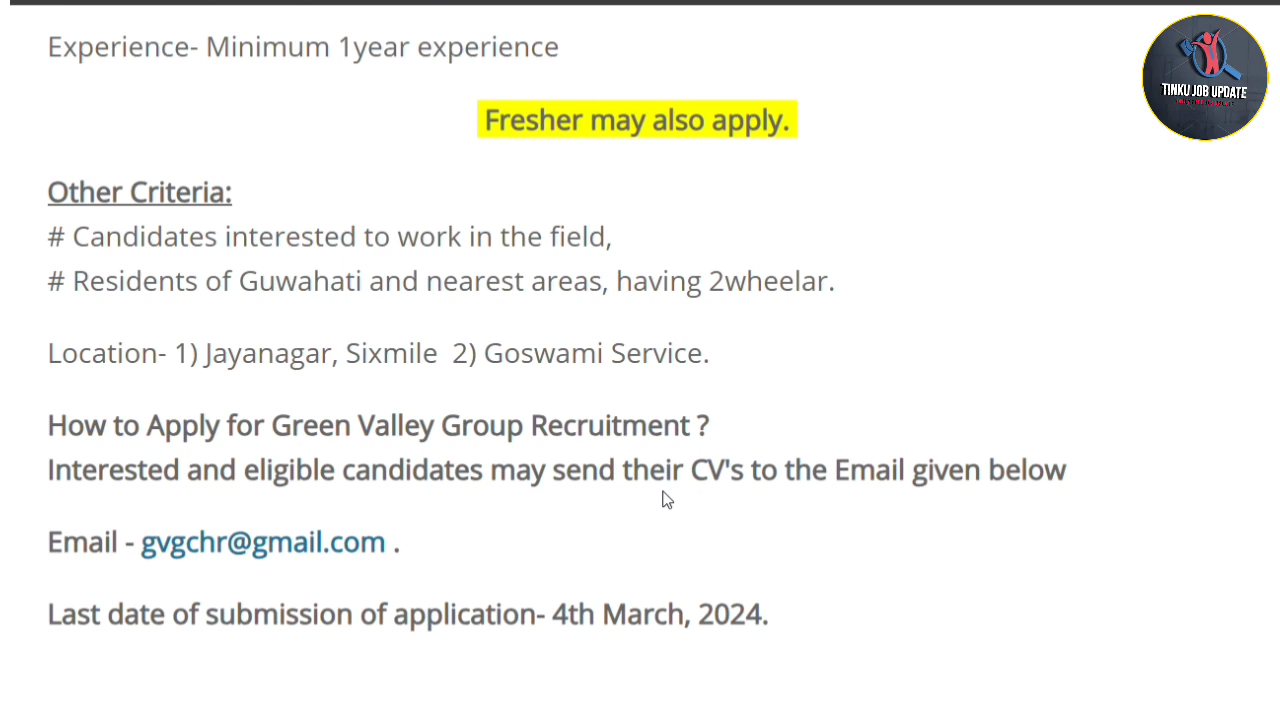 Experience- Minimum 1year experience
Fresher may also apply.
Other Criteria:
# Candidates interested to work in the field,
# Residents of Guwahati and nearest areas, having 2wheelar.
Location- 1) Jayanagar, Sixmile 2) Goswami Service.
How to Apply for Green Valley Group Recruitment ?
Interested and eligible candidates may send their CV's to the Email given below
Email - gvgchr@gmail.com .
Last date of submission of application- 4th March, 2024.
TINKU JOB UPDATE